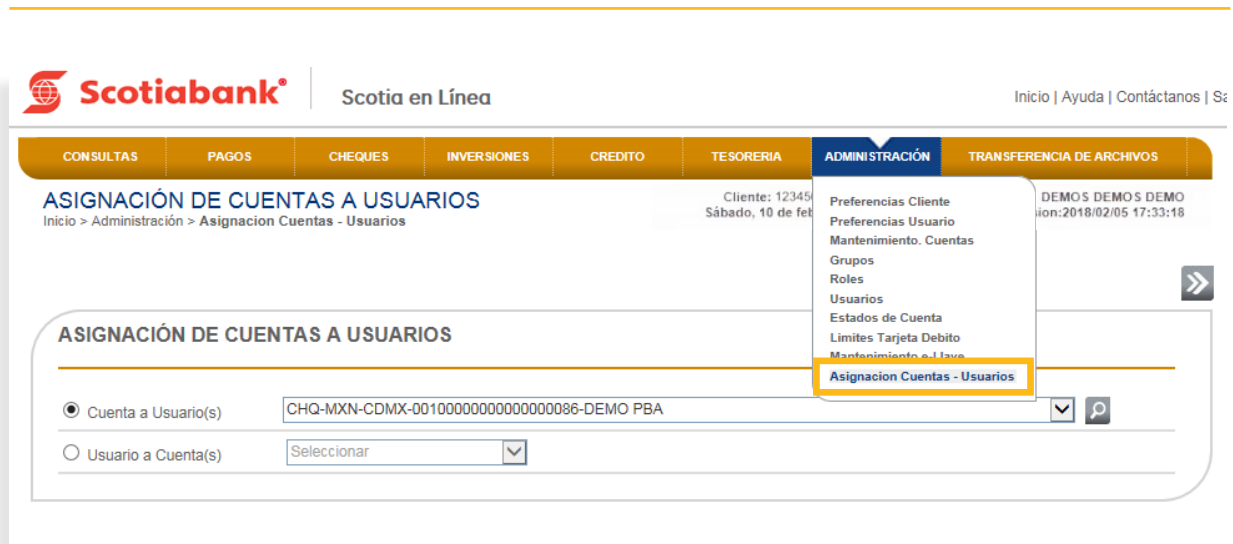 Scotiabank®
Scotia en Línea
Inicio | Ayuda | Contáctanos |
CONSULTAS PAGOS CHEQUES INVERSIONES CREDITO TESORERIA ADMINISTRACIÓN TRANSFERENCIA DE ARCHIVOS
ASIGNACIÓN DE CUENTAS A USUARIOS
Inicio > Administración > Asignacion Cuentas - Usuarios
Cliente: 12345
Sábado, 10 de feb
DEMOS DEMOS DEMO
sion:2018/02/05 17:33:18
Preferencias Cliente
Preferencias Usuario
Mantenimiento. Cuentas
Grupos
Roles
Usuarios
Estados de Cuenta
Limites Tarjeta Debito
Mantenimiento e-Llave
Asignacion Cuentas - Usuarios
ASIGNACIÓN DE CUENTAS A USUARIOS
Cuenta a Usuario(s) CHQ-MXN-CDMX-00100000000000000086-DEMO PBA
Usuario a Cuenta(s) Seleccionar